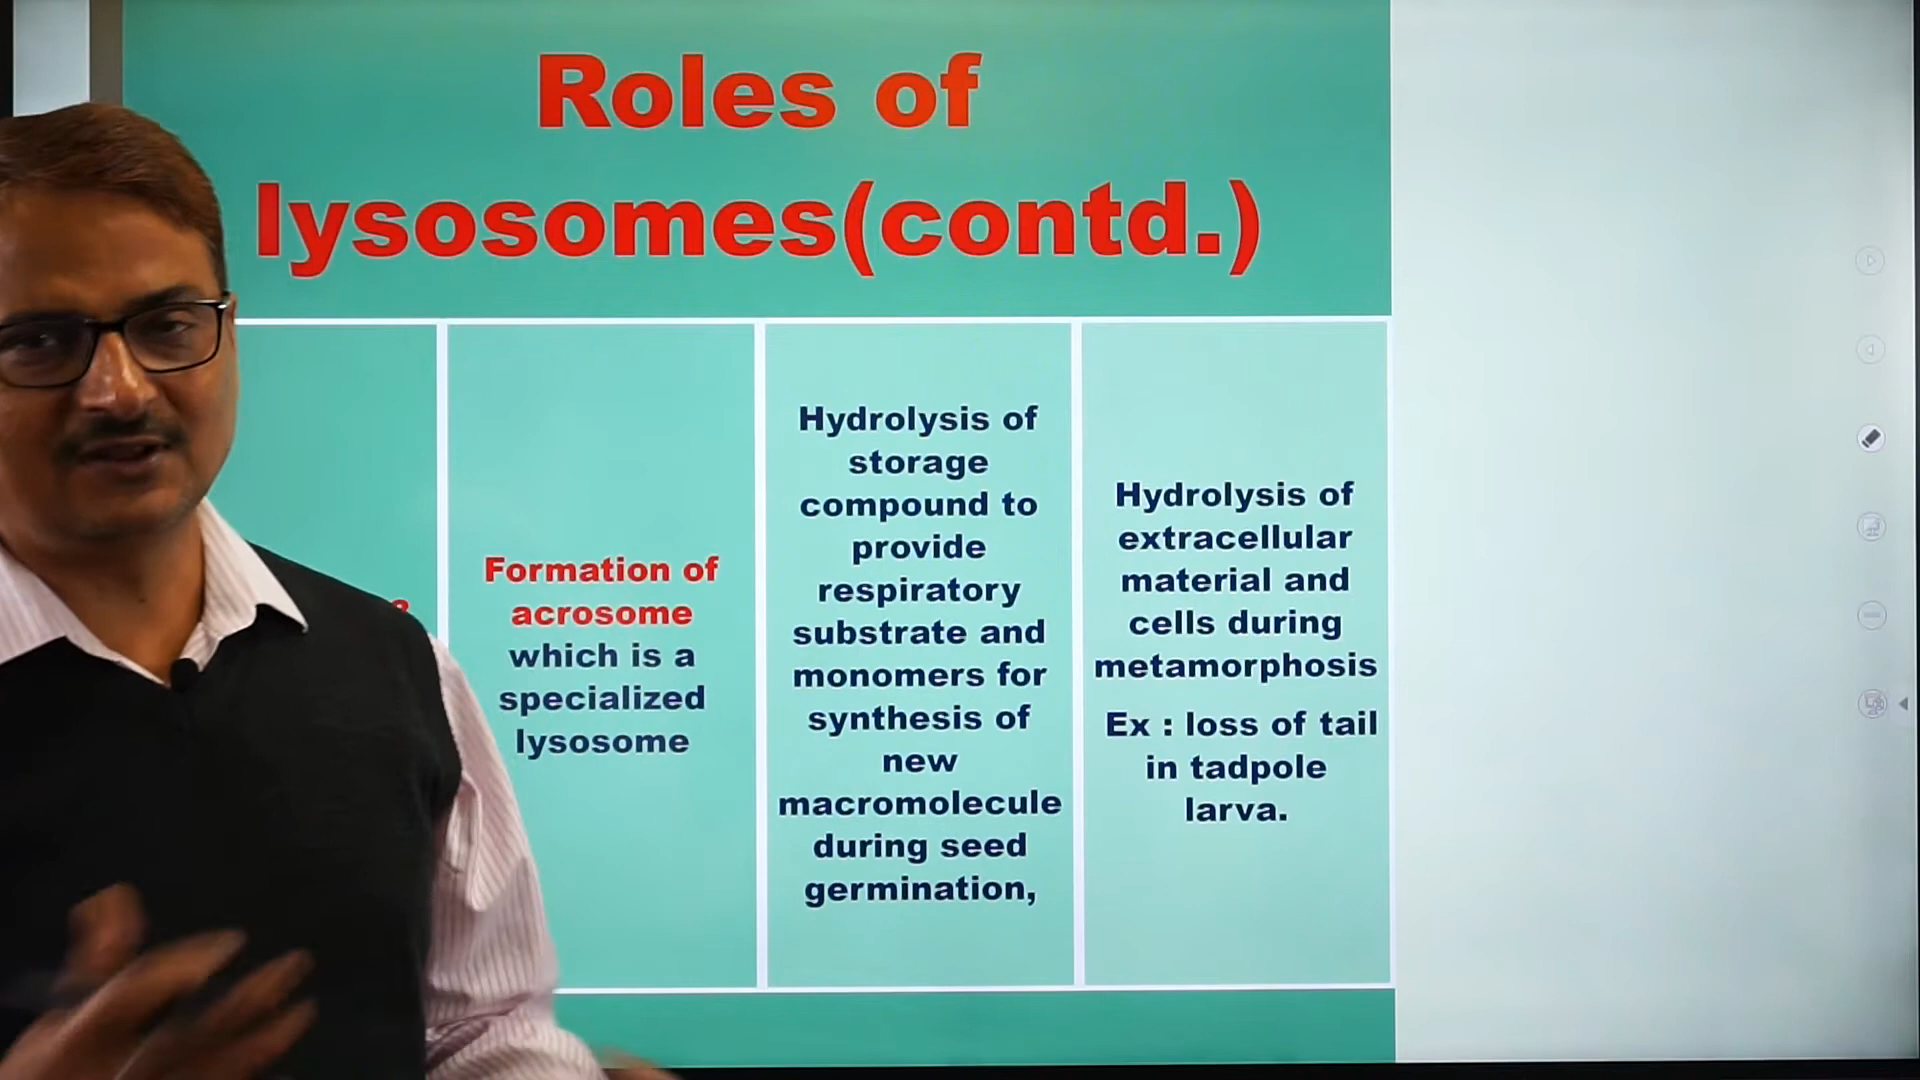 Roles of
lysosomes(contd.)
Formation of
acrosome
which is a
specialized
lysosome
Hydrolysis of
storage
compound to
provide
respiratory
substrate and
monomers for
synthesis of
new
macromolecule
during seed
germination,
Hydrolysis of
extracellular
material and
cells during
metamorphosis
Ex : loss of tail
in tadpole
larva.